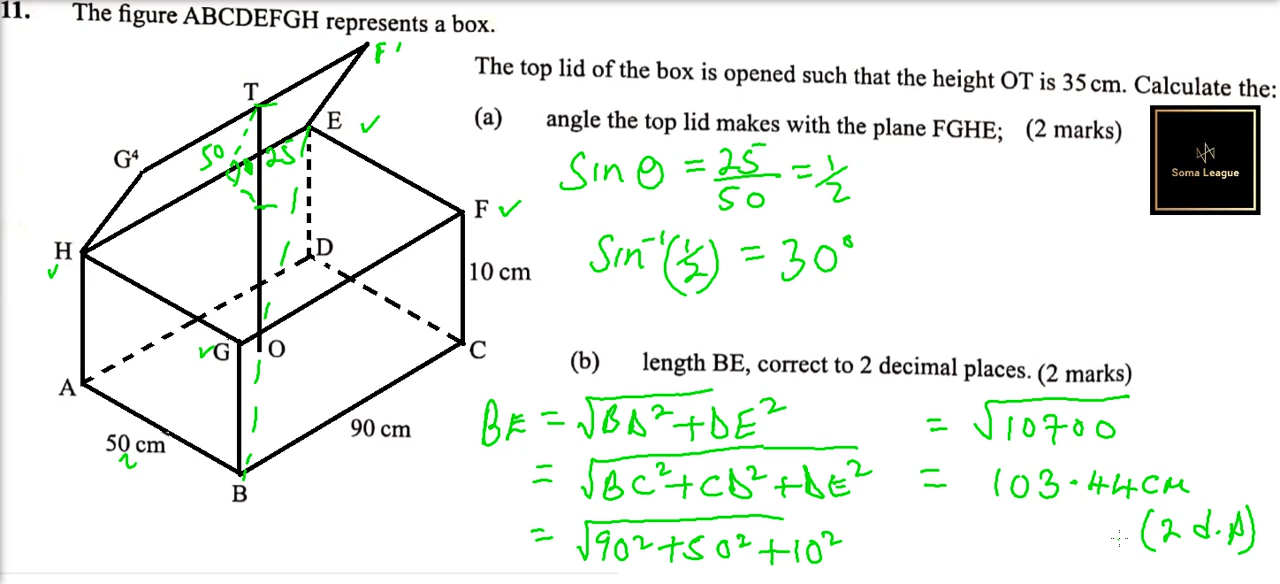 11. The figure ABCDEFGH represents a box.
F'
T
The top lid of the box is opened such that the height OT is 35 cm. Calculate the:
E ✓
(a) angle the top lid makes with the plane FGHE; (2 marks)
G⁴
50
25
Sin θ = 25/50 = 1/2
Soma League
F ✓
H ✓
D
Sin⁻¹(1/2) = 30°
10 cm
✓G
O
C
(b) length BE, correct to 2 decimal places. (2 marks)
A
50 cm
90 cm
B
BE = √BD² + DE²
= √BC² + CD² + DE²
= √90² + 50² + 10²
= √10700
= 103.44 cm
(2 d.p)